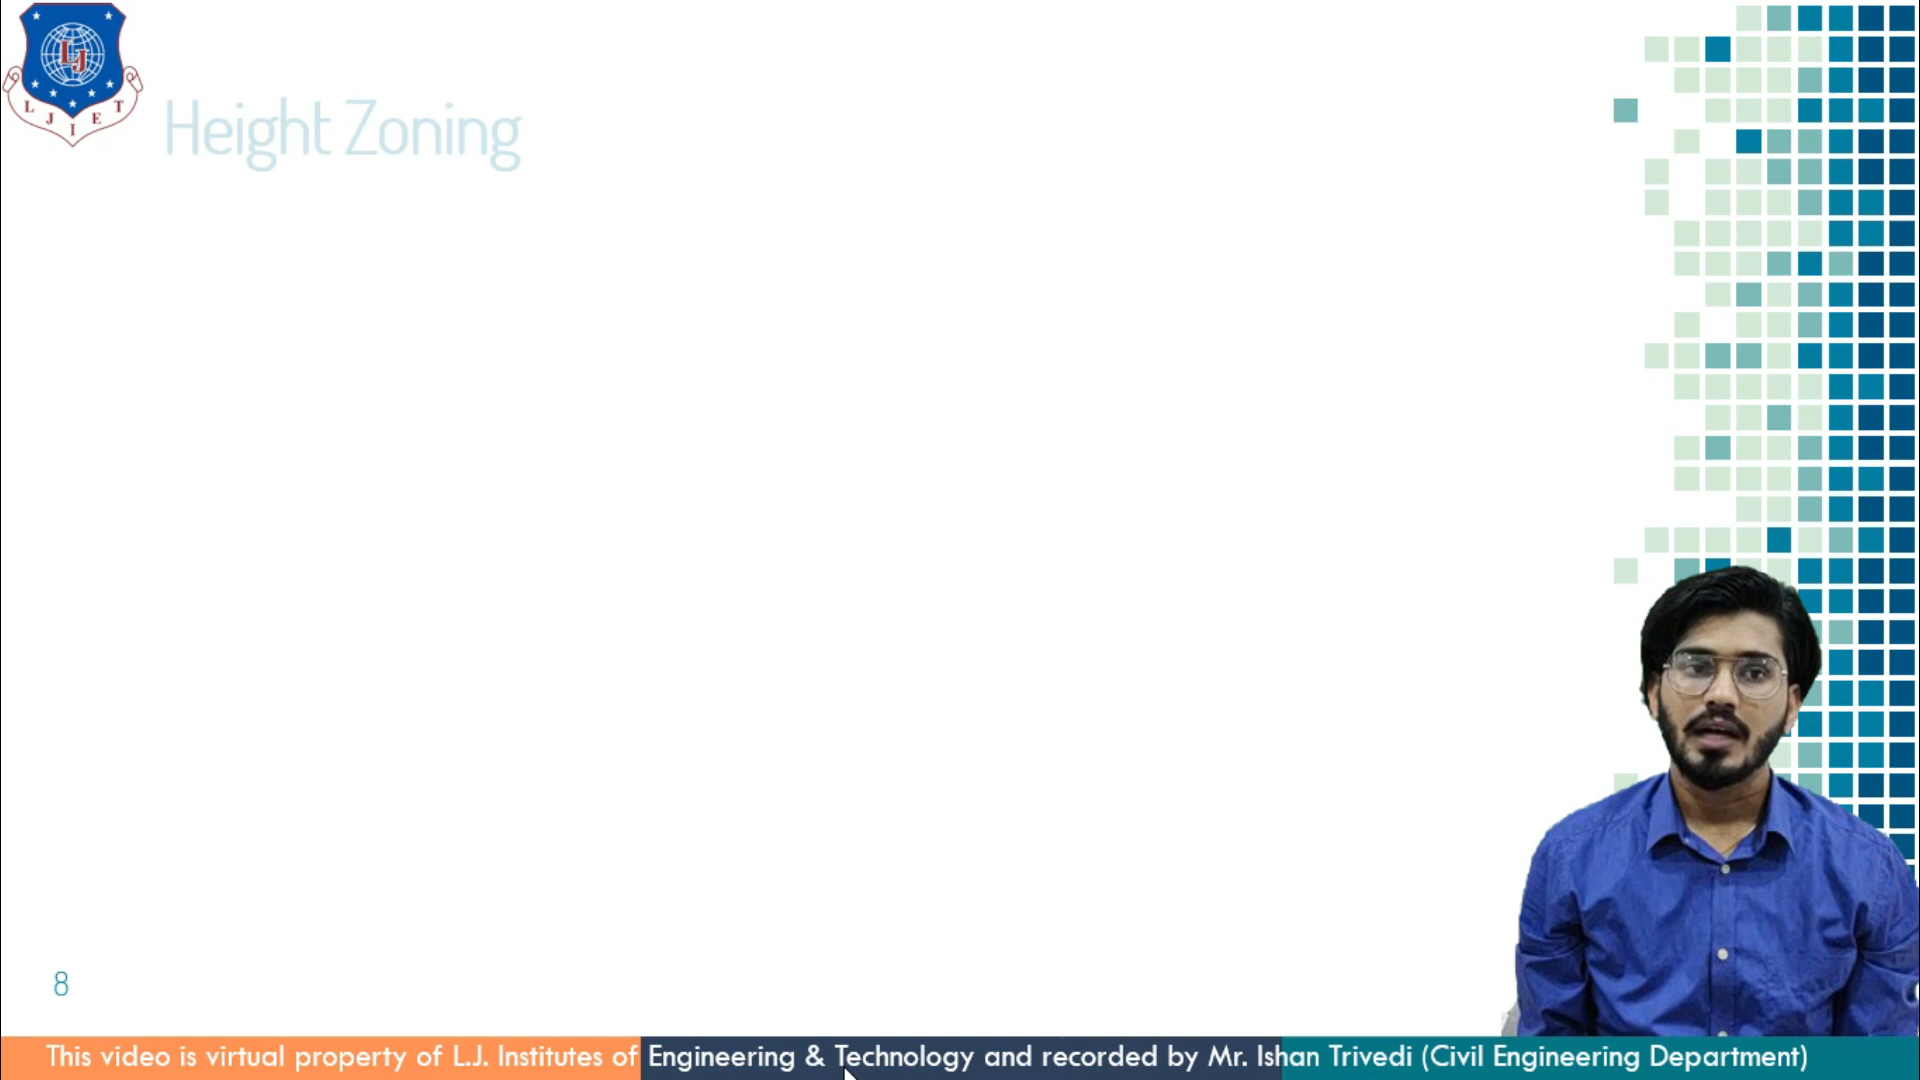 LJ
L J I E T
Height Zoning
8
This video is virtual property of L.J. Institutes of Engineering & Technology and recorded by Mr. Ishan Trivedi (Civil Engineering Department)